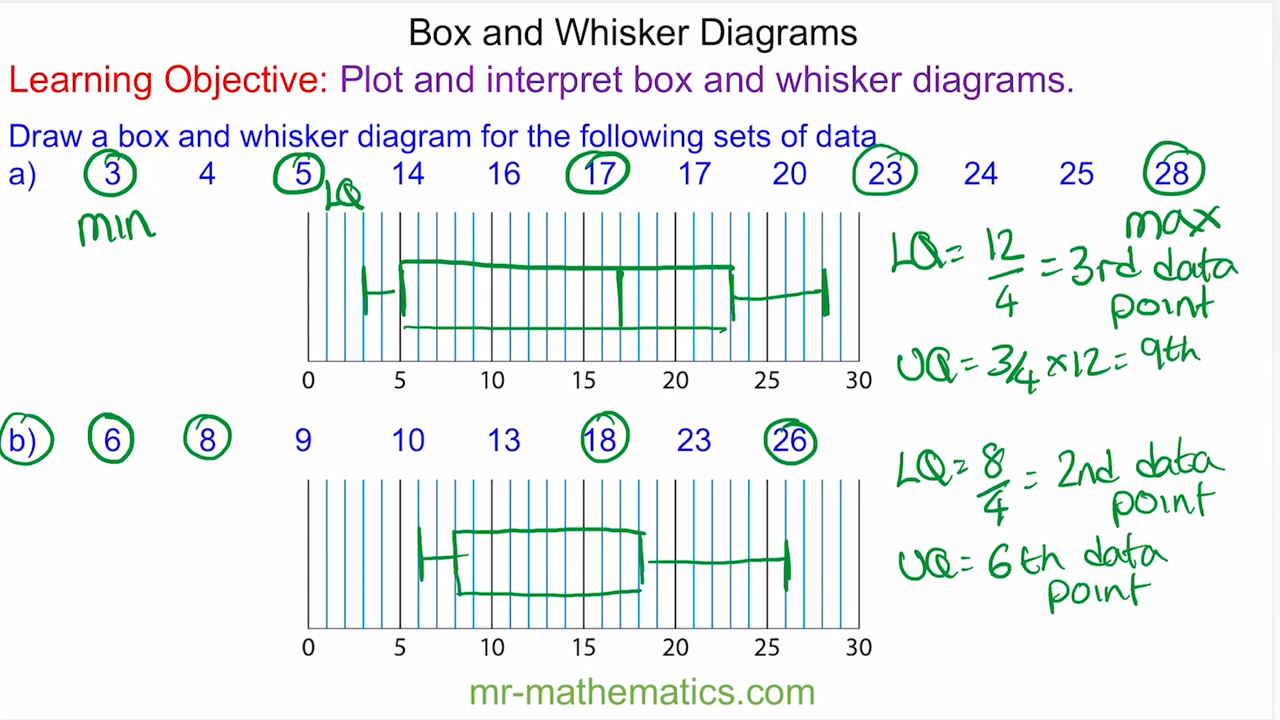 Box and Whisker Diagrams
Learning Objective: Plot and interpret box and whisker diagrams.
Draw a box and whisker diagram for the following sets of data
a) 3 4 5 14 16 17 17 20 23 24 25 28
LQ
min
max
LQ = 12/4 = 3rd data
point
UQ = 3/4 × 12 = 9th
0 5 10 15 20 25 30
b) 6 8 9 10 13 18 23 26
LQ = 8/4 = 2nd data
point
UQ = 6th data
point
0 5 10 15 20 25 30
mr-mathematics.com